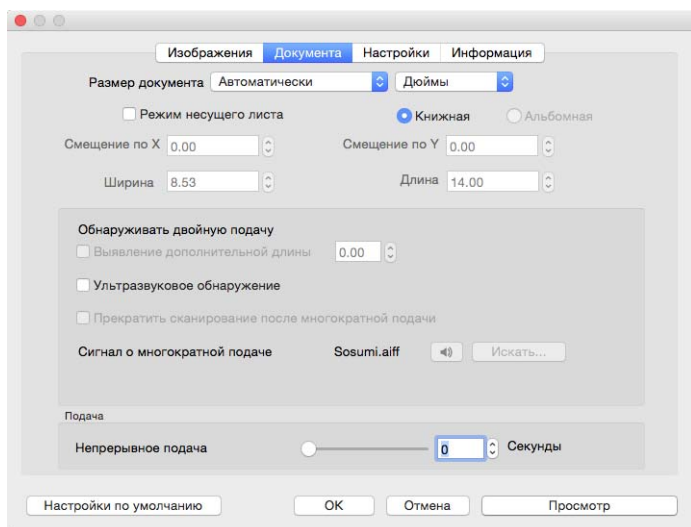 Изображения Документа Настройки Информация
Размер документа Автоматически Дюймы
Режим несущего листа Книжная Альбомная
Смещение по X 0.00 Смещение по Y 0.00
Ширина 8.53 Длина 14.00
Обнаруживать двойную подачу
Выявление дополнительной длины 0.00
Ультразвуковое обнаружение
Прекратить сканирование после многократной подачи
Сигнал о многократной подаче Sosumi.aiff Искать...
Подача
Непрерывное подача 0 Секунды
Настройки по умолчанию OK Отмена Просмотр